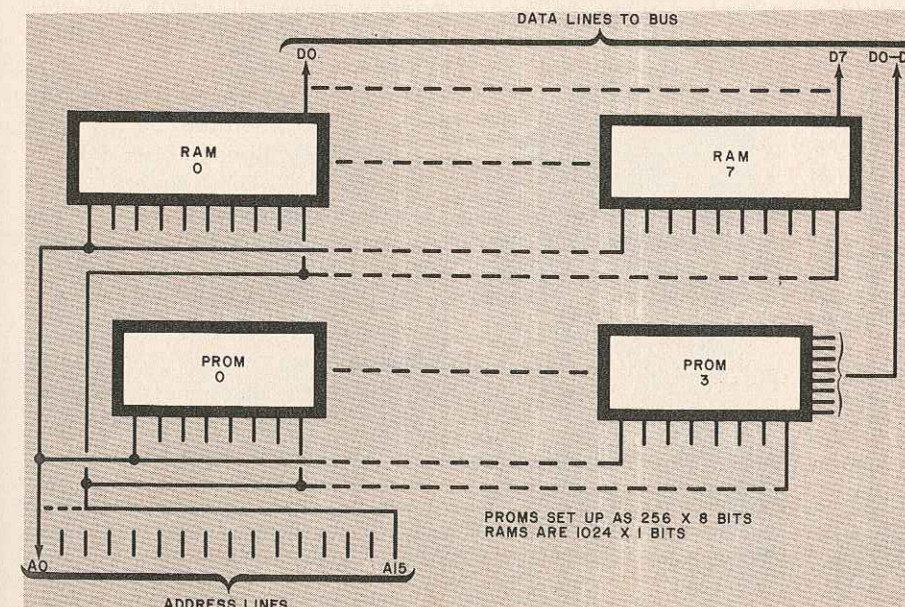 DATA LINES TO BUS
D0
D7
D0-D
RAM
0
RAM
7
PROM
0
PROM
3
PROMS SET UP AS 256 X 8 BITS
RAMS ARE 1024 X 1 BITS
A0
A15
ADDRESS LINES